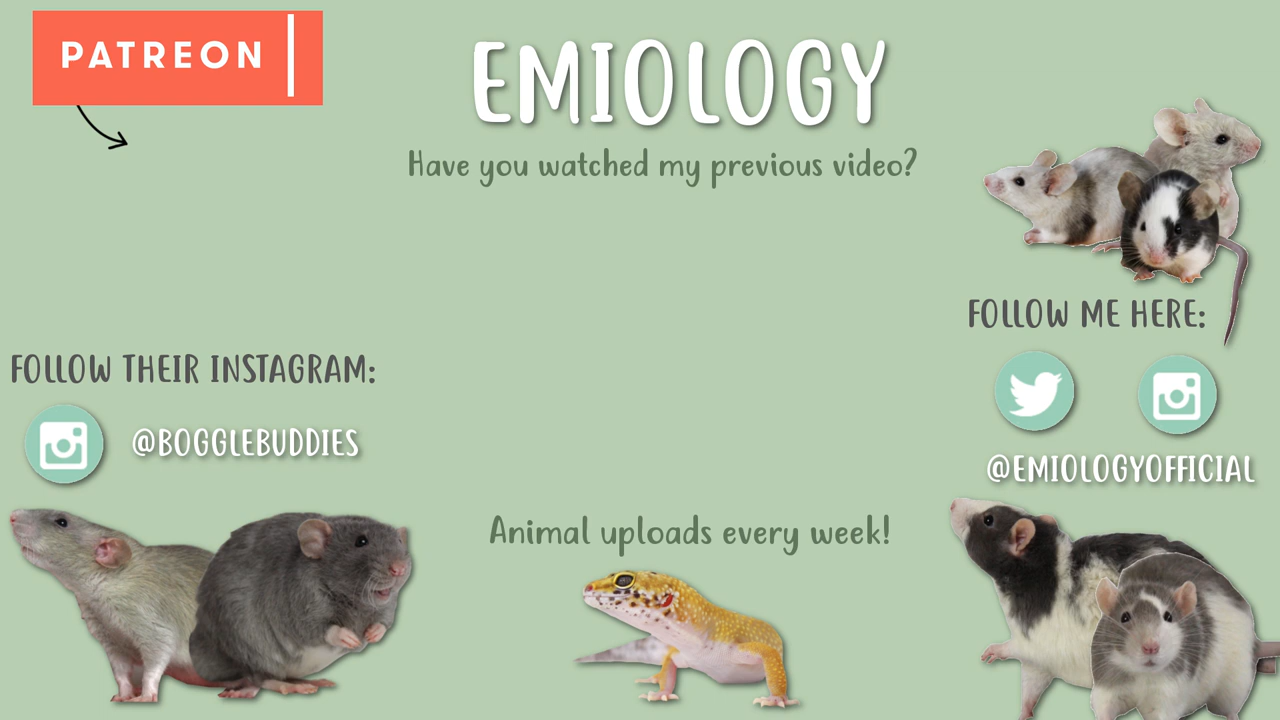 PATREON
EMIOLOGY
Have you watched my previous video?
FOLLOW ME HERE:
@EMIOLOGYOFFICIAL
FOLLOW THEIR INSTAGRAM:
@BOGGLEBUDDIES
Animal uploads every week!